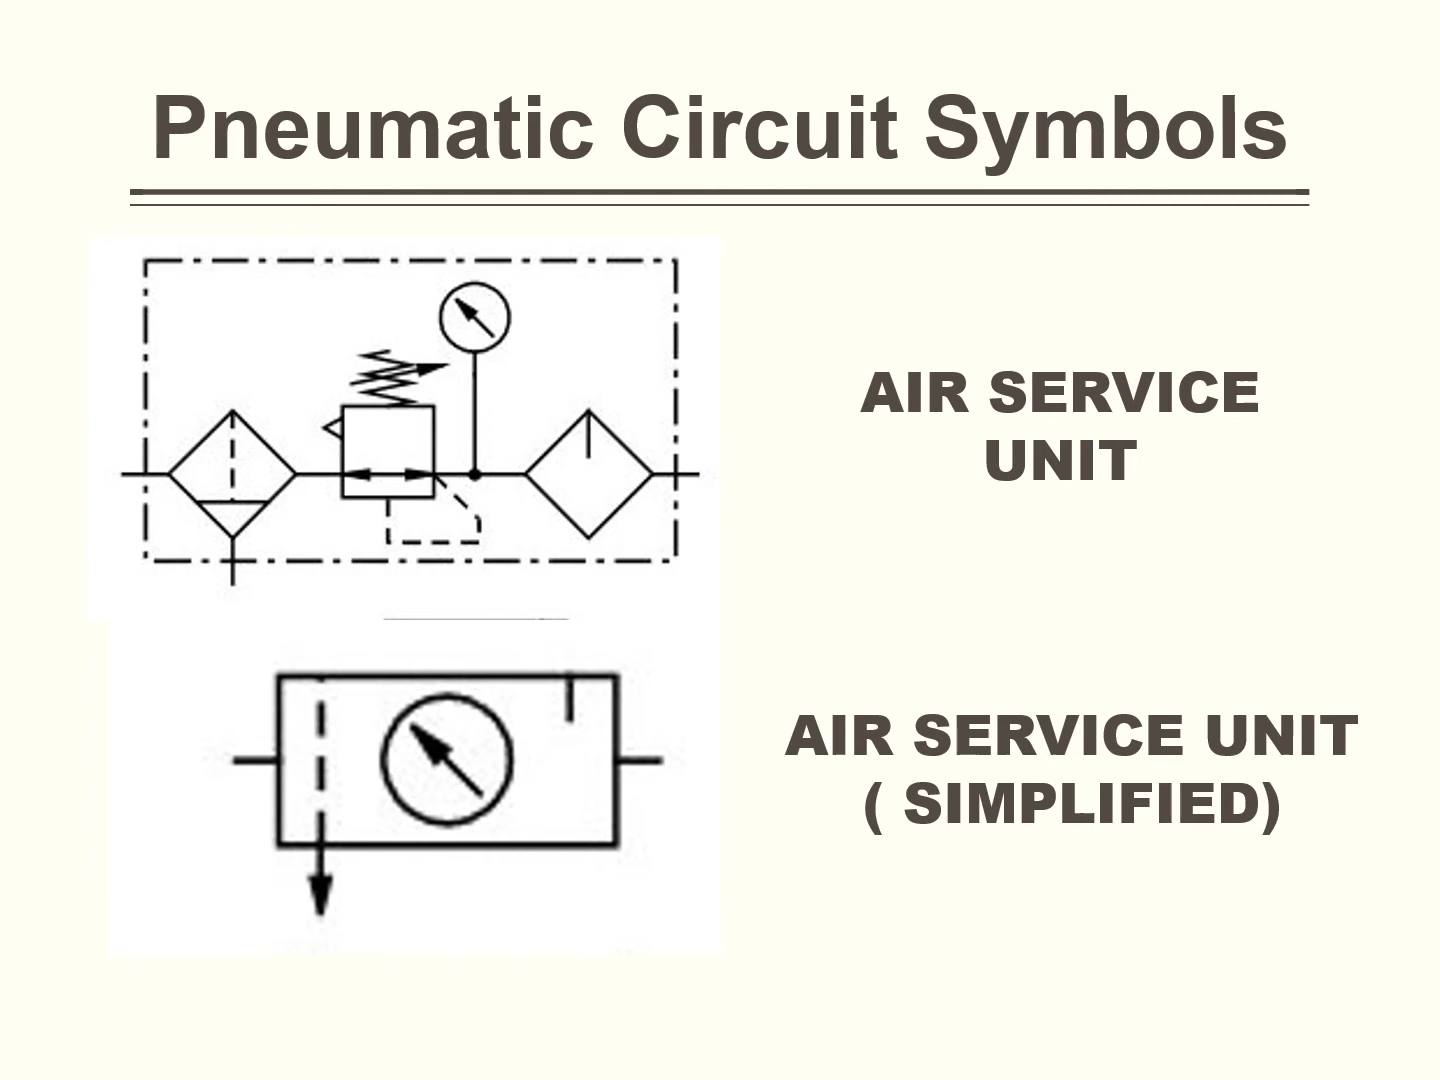 Pneumatic Circuit Symbols
AIR SERVICE
UNIT
AIR SERVICE UNIT
( SIMPLIFIED)